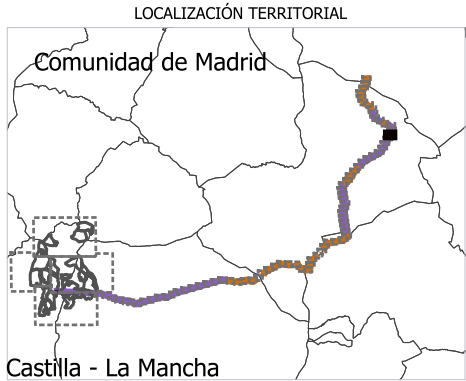 LOCALIZACIÓN TERRITORIAL
Comunidad de Madrid
Castilla - La Mancha